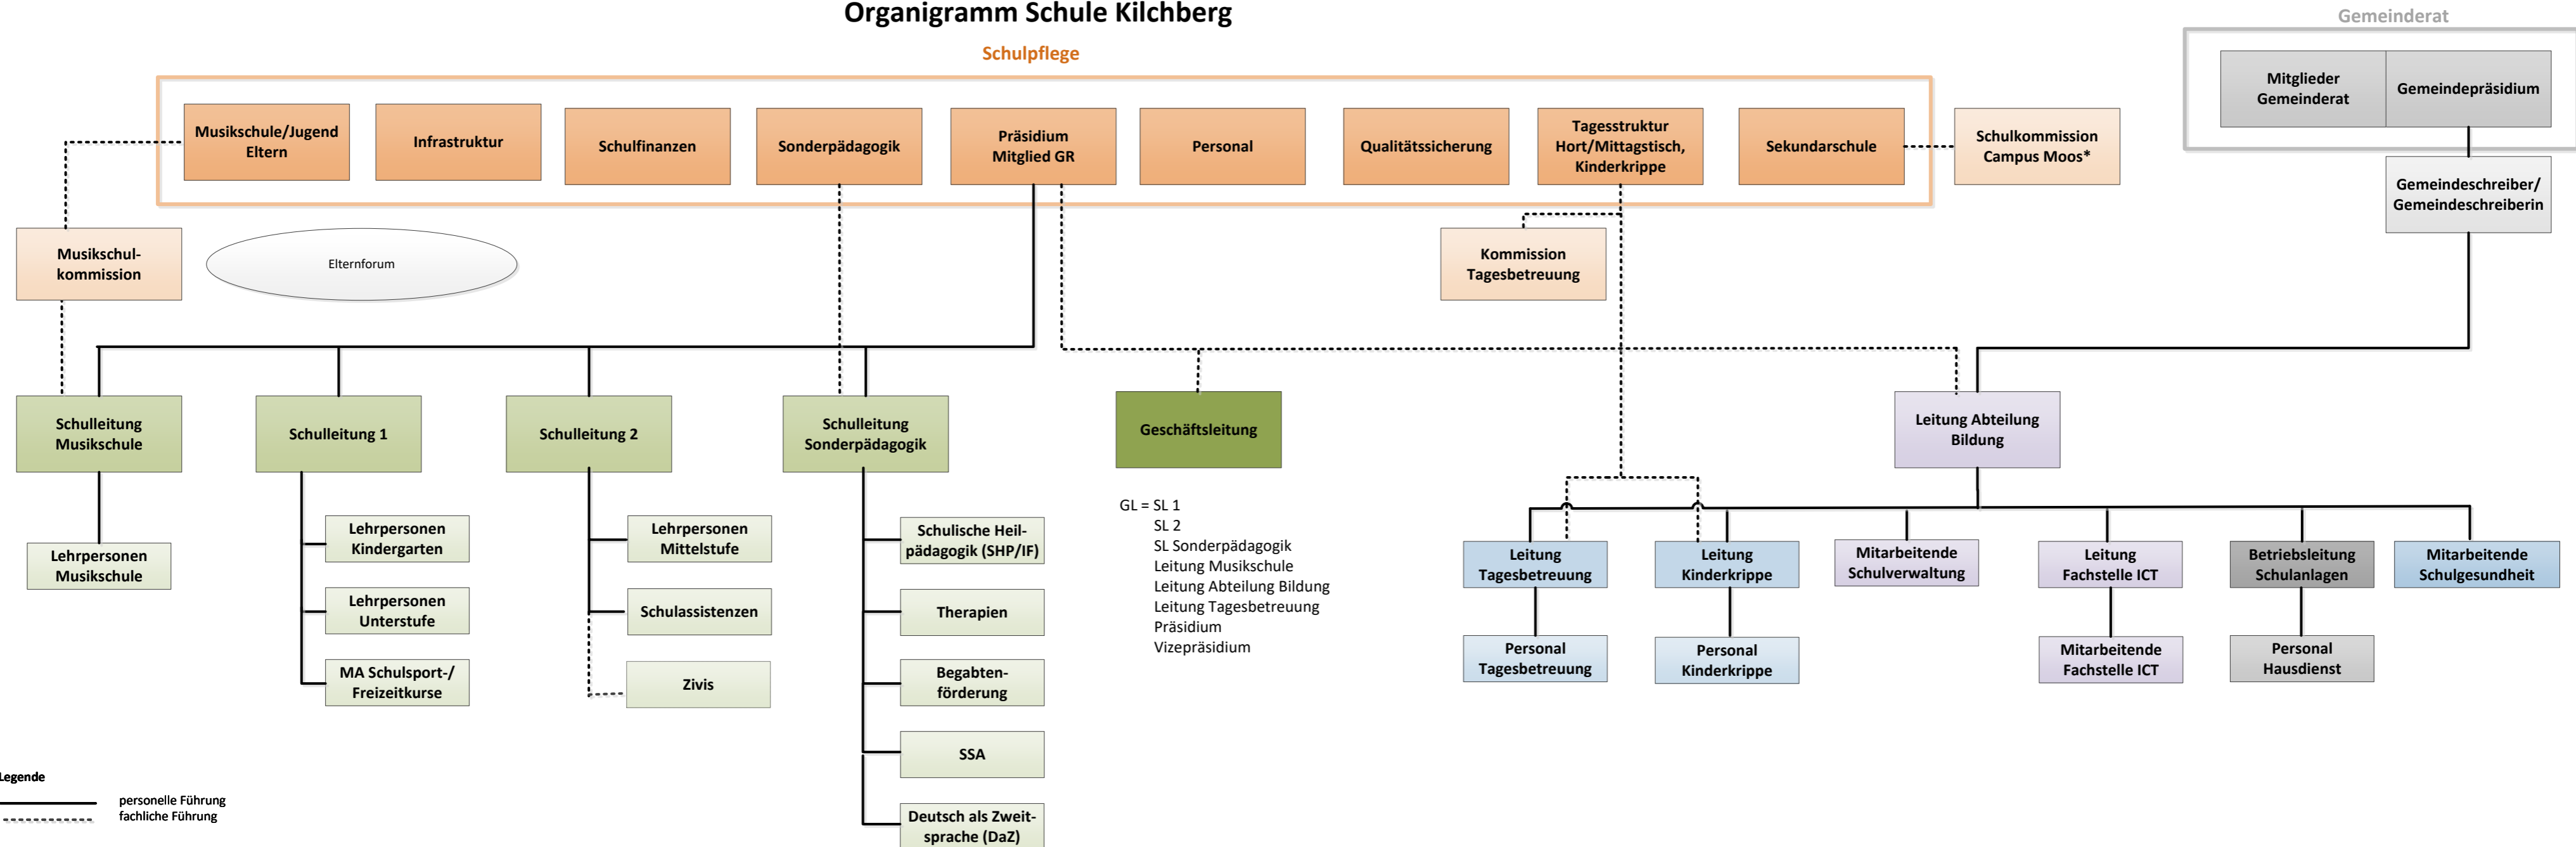 Organigramm Schule Kilchberg
Gemeinderat
Schulpflege
Mitglieder
Gemeinderat
Gemeindepräsidium
Musikschule/Jugend
Eltern
Infrastruktur
Schulfinanzen
Sonderpädagogik
Präsidium
Mitglied GR
Personal
Qualitätssicherung
Tagesstruktur
Hort/Mittagstisch,
Kinderkrippe
Sekundarschule
Schulkommission
Campus Moos*
Gemeindeschreiber/
Gemeindeschreiberin
Musikschul-
kommission
Elternforum
Kommission
Tagesbetreuung
Schulleitung
Musikschule
Schulleitung 1
Schulleitung 2
Schulleitung
Sonderpädagogik
Geschäftsleitung
Leitung Abteilung
Bildung
Lehrpersonen
Musikschule
Lehrpersonen
Kindergarten
Lehrpersonen
Unterstufe
MA Schulsport-/
Freizeitkurse
Lehrpersonen
Mittelstufe
Schulassistenzen
Zivis
Schulische Heil-
pädagogik (SHP/IF)
Therapien
Begabten-
förderung
SSA
Deutsch als Zweit-
sprache (DaZ)
GL = SL 1
SL 2
SL Sonderpädagogik
Leitung Musikschule
Leitung Abteilung Bildung
Leitung Tagesbetreuung
Präsidium
Vizepräsidium
Leitung
Tagesbetreuung
Leitung
Kinderkrippe
Mitarbeitende
Schulverwaltung
Leitung
Fachstelle ICT
Betriebsleitung
Schulanlagen
Mitarbeitende
Schulgesundheit
Personal
Tagesbetreuung
Personal
Kinderkrippe
Mitarbeitende
Fachstelle ICT
Personal
Hausdienst
Legende
personelle Führung
fachliche Führung